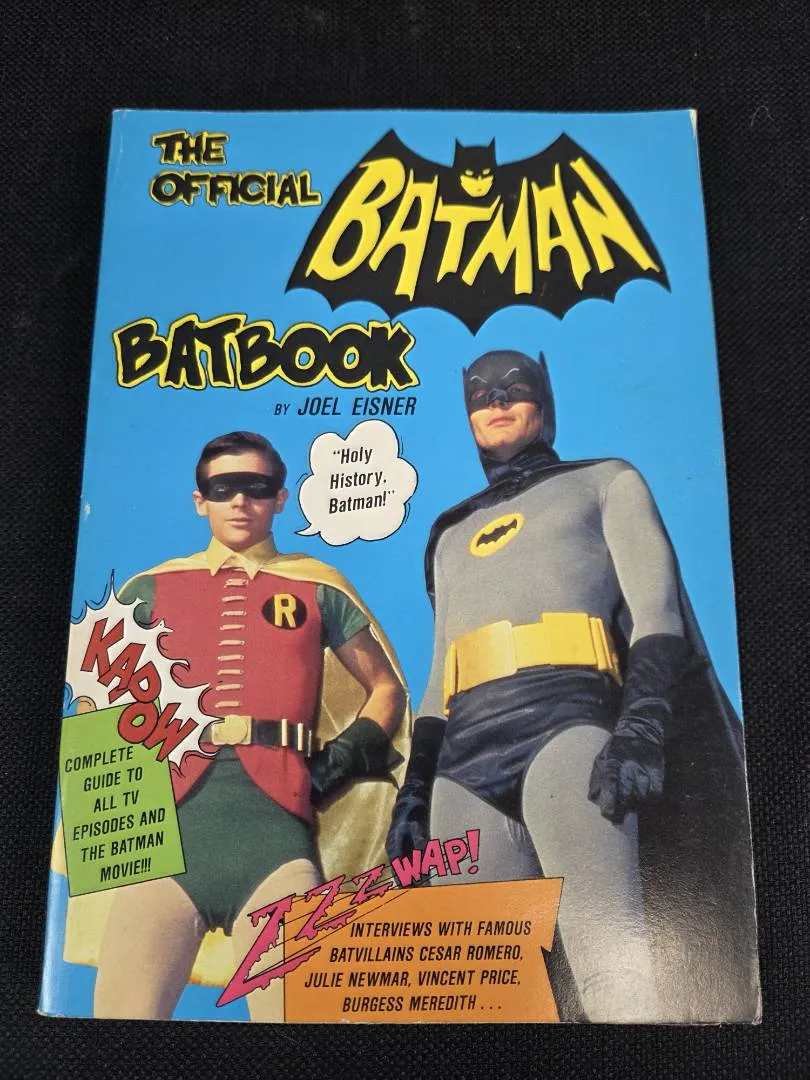 THE
OFFICIAL
BATMAN
BATBOOK
BY JOEL EISNER
"Holy
History,
Batman!"
R
KAPOW
COMPLETE
GUIDE TO
ALL TV
EPISODES AND
THE BATMAN
MOVIE!!!
ZZZWAP!
INTERVIEWS WITH FAMOUS
BATVILLAINS CESAR ROMERO,
JULIE NEWMAR, VINCENT PRICE,
BURGESS MEREDITH...